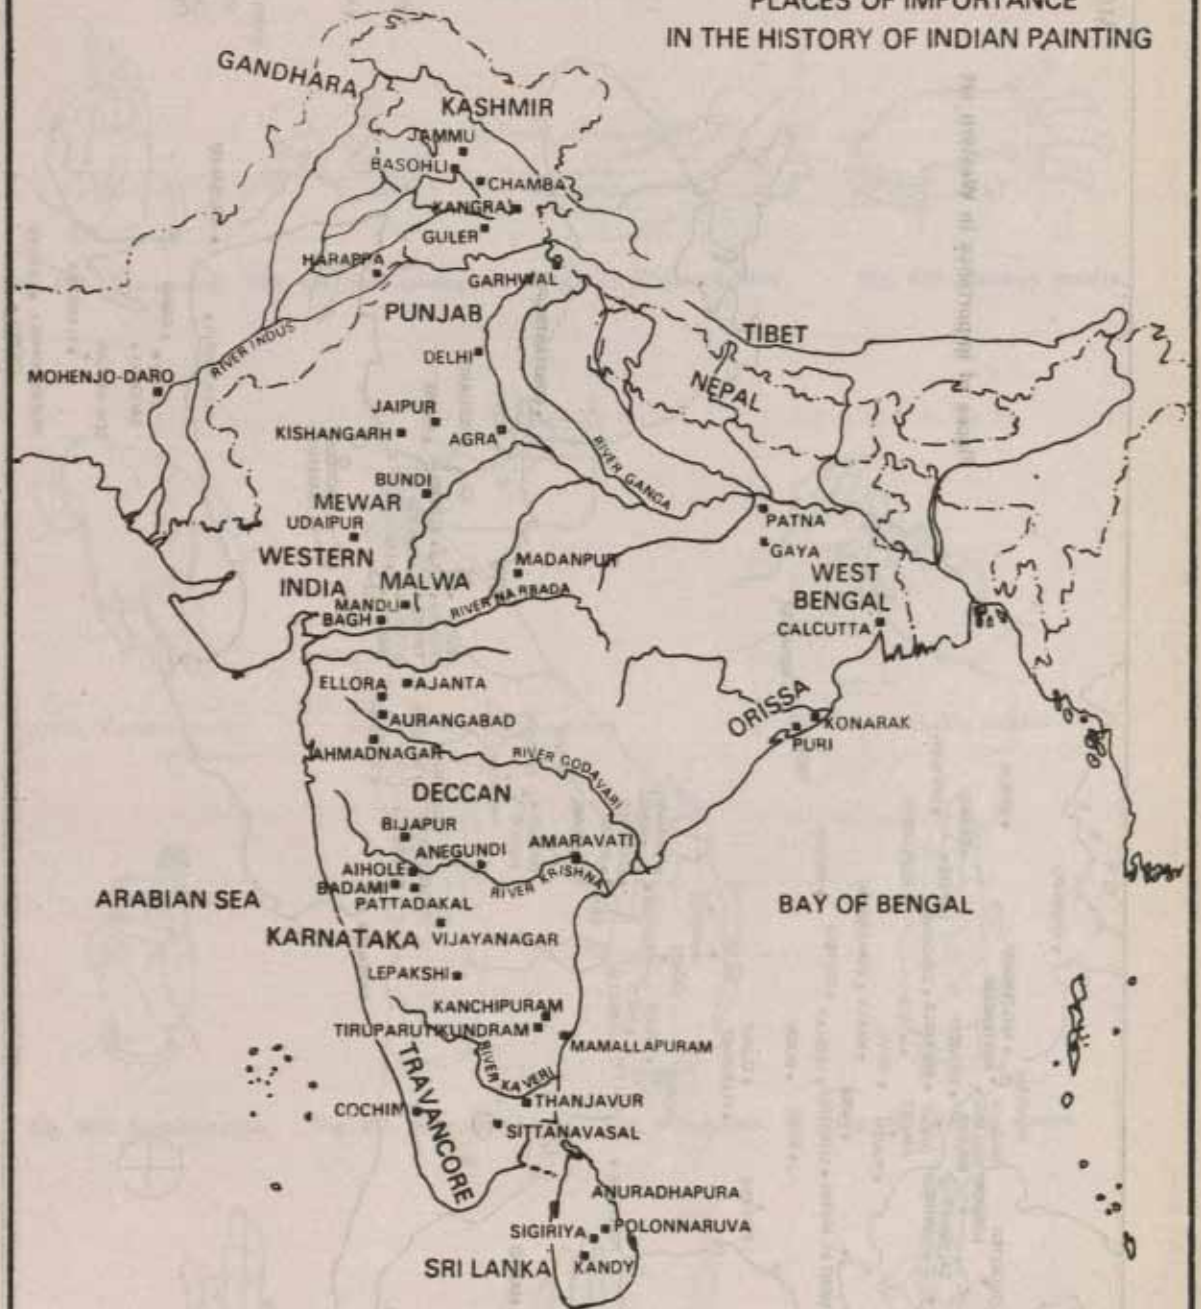 PLACES OF IMPORTANCE
IN THE HISTORY OF INDIAN PAINTING
GANDHARA
KASHMIR
JAMMU
BASOHLI
CHAMBA
KANGRA
GULER
HARAPPA
GARHWAL
PUNJAB
RIVER INDUS
TIBET
DELHI
MOHENJO-DARO
NEPAL
JAIPUR
KISHANGARH
AGRA
RIVER GANGA
BUNDI
MEWAR
UDAIPUR
PATNA
GAYA
WESTERN
INDIA
MADANPUR
MALWA
WEST
BENGAL
MANDU
RIVER NARBADA
BAGH
CALCUTTA
ELLORA
AJANTA
ORISSA
AURANGABAD
KONARAK
PURI
AHMADNAGAR
RIVER GODAVARI
DECCAN
BIJAPUR
ANEGUNDI
AMARAVATI
AIHOLE
BADAMI
RIVER KRISHNA
PATTADAKAL
ARABIAN SEA
BAY OF BENGAL
KARNATAKA
VIJAYANAGAR
LEPAKSHI
KANCHIPURAM
TIRUPARUTIKUNDRAM
MAMALLAPURAM
RIVER KAVERI
TRAVANCORE
THANJAVUR
COCHIN
SITTANAVASAL
ANURADHAPURA
SIGIRIYA
POLONNARUVA
SRI LANKA
KANDY